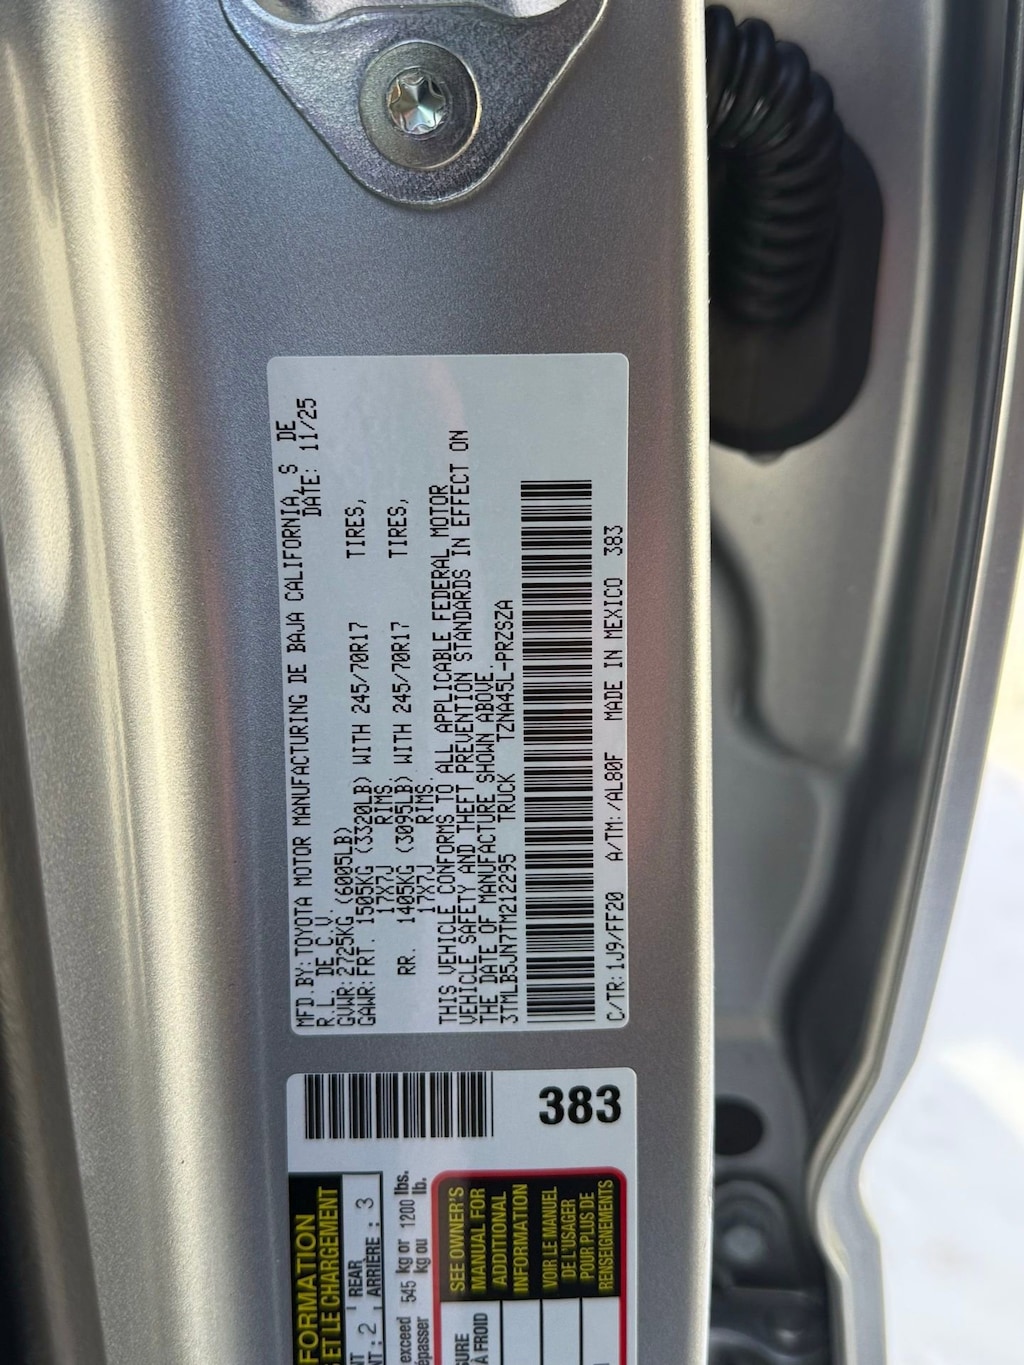 MFD.BY:TOYOTA MOTOR MANUFACTURING DE BAJA CALIFORNIA,S DE
R.L. DE C.V. DATE: 11/25
GVWR:2725KG (6005LB)
GAWR:FRT. 1505KG (3320LB) WITH 245/70R17 TIRES,
17X7J RIMS
RR. 1405KG (3095LB) WITH 245/70R17 TIRES,
17X7J RIMS.
THIS VEHICLE CONFORMS TO ALL APPLICABLE FEDERAL MOTOR
VEHICLE SAFETY AND THEFT PREVENTION STANDARDS IN EFFECT ON
THE DATE OF MANUFACTURE SHOWN ABOVE.
3TMLB5JN7TM212295 TRUCK TZNA45L-PRZSZA
C/TR:1J9/FF20 A/TM:/AL80F MADE IN MEXICO 383
383
REAR
2 ARRIÈRE : 3
exceed 545 kg or 1200 lbs.
kg ou lb.
SEE OWNER'S
MANUAL FOR
ADDITIONAL
INFORMATION
VOIR LE MANUEL
DE L'USAGER
POUR PLUS DE
RENSEIGNEMENTS
À FROID
ET LE CHARGEMENT